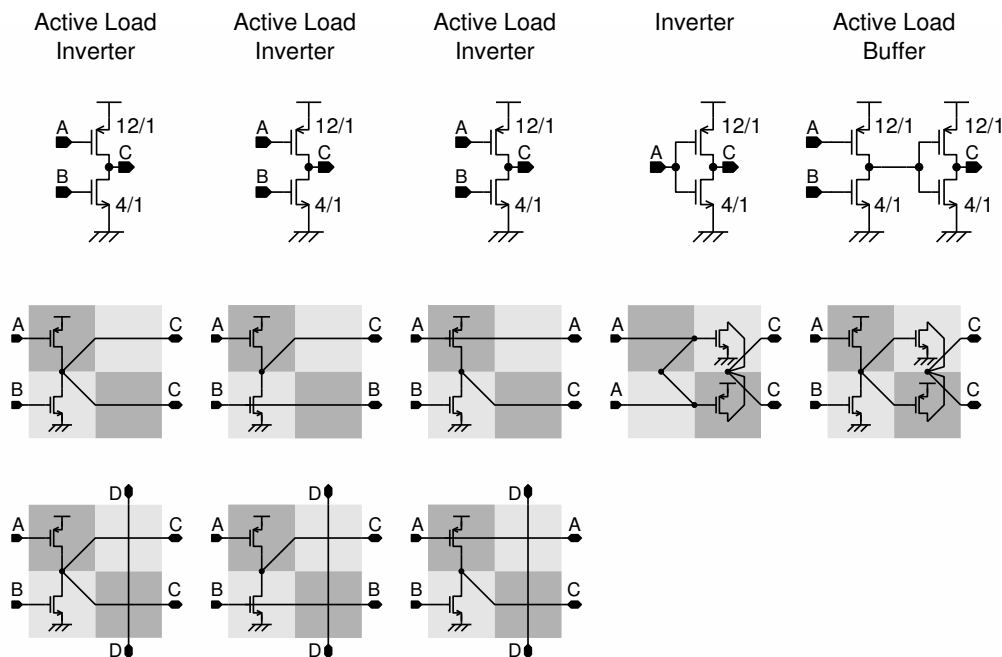 Active Load Inverter
Active Load Inverter
Active Load Inverter
Inverter
Active Load Buffer
A 12/1 C B 4/1
A 12/1 C B 4/1
A 12/1 C B 4/1
A 12/1 C 4/1
A 12/1 B 4/1 12/1 C 4/1
A C A C A A A C A C
B C B B B C A C B C
D D D
A C A C A A
B C B B B C
D D D